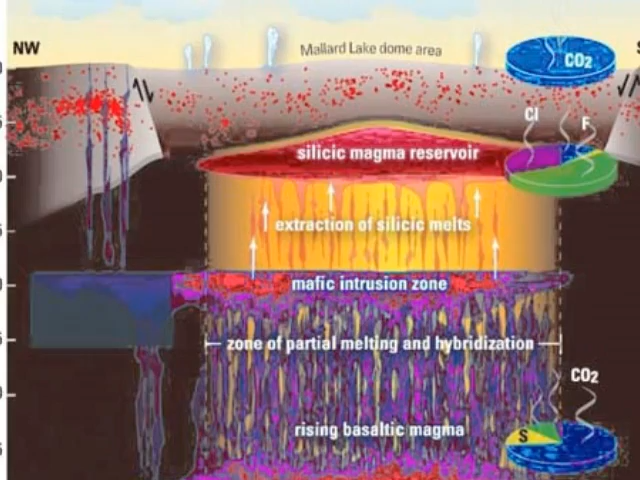 NW
Mallard Lake dome area
CO2
S
Cl
F
silicic magma reservoir
extraction of silicic melts
mafic intrusion zone
zone of partial melting and hybridization
CO2
rising basaltic magma
S